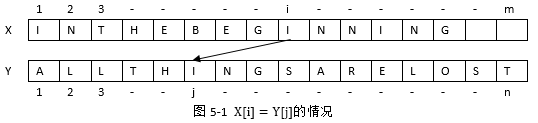 1 2 3 - - - - - i - - - - - - m
X I N T H E B E G I N N I N G
Y A L L T H I N G S A R E L O S T
1 2 3 - - j - - - - - - - - - n
图 5-1 X[i] = Y[j]的情况